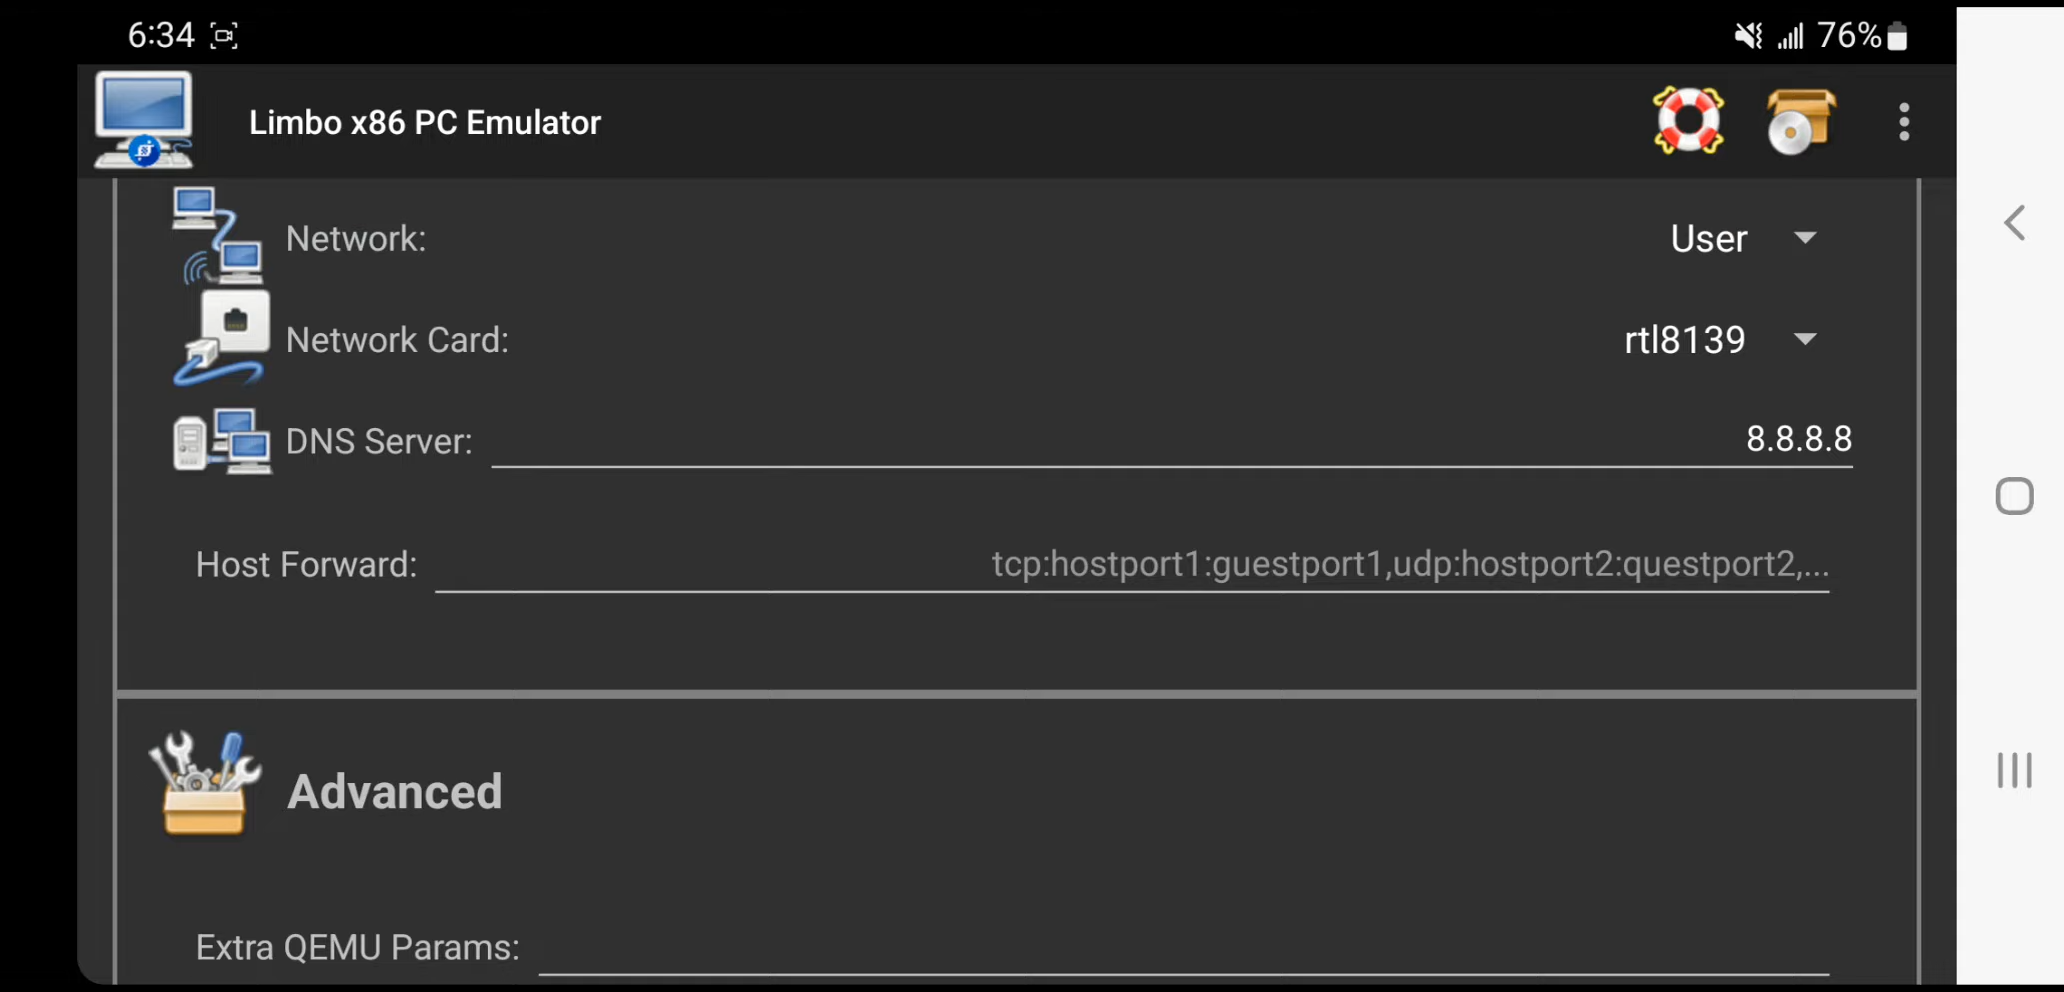 6:34 76%
Limbo x86 PC Emulator
Network: User
Network Card: rtl8139
DNS Server: 8.8.8.8
Host Forward: tcp:hostport1:guestport1,udp:hostport2:questport2,...
Advanced
Extra QEMU Params: